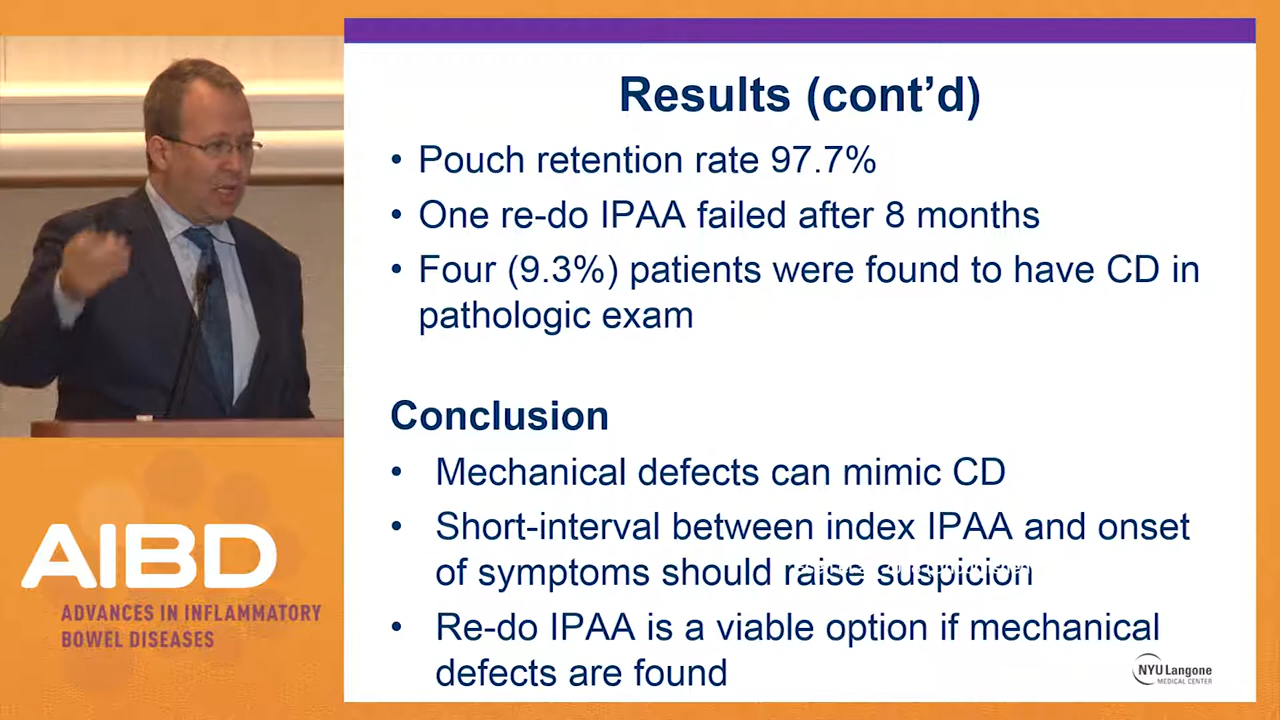 Results (cont’d)
• Pouch retention rate 97.7%
• One re-do IPAA failed after 8 months
• Four (9.3%) patients were found to have CD in
pathologic exam
Conclusion
• Mechanical defects can mimic CD
• Short-interval between index IPAA and onset
of symptoms should raise suspicion
• Re-do IPAA is a viable option if mechanical
defects are found
NYU Langone
MEDICAL CENTER
AIBD
ADVANCES IN INFLAMMATORY
BOWEL DISEASES